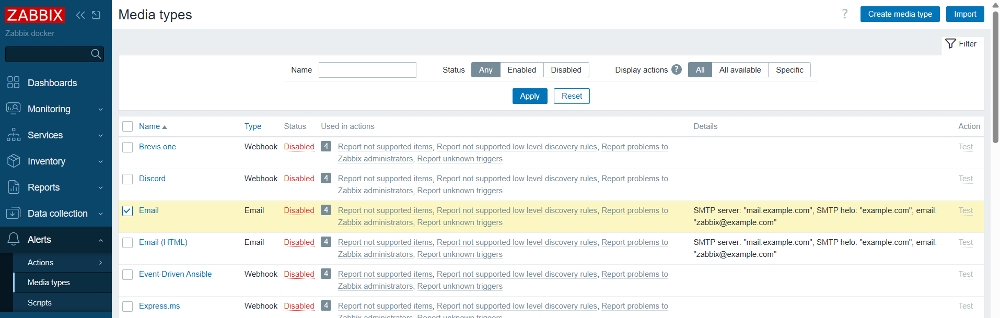 ZABBIX
Zabbix docker
Dashboards
Monitoring
Services
Inventory
Reports
Data collection
Alerts
Actions
Media types
Scripts
Media types
? Create media type Import
Filter
Name Status Any Enabled Disabled Display actions ? All All available Specific
Apply Reset
Name Type Status Used in actions Details Action
Brevis.one Webhook Disabled 4 Report not supported items, Report not supported low level discovery rules, Report problems to Test
Zabbix administrators, Report unknown triggers
Discord Webhook Disabled 4 Report not supported items, Report not supported low level discovery rules, Report problems to Test
Zabbix administrators, Report unknown triggers
Email Email Disabled 4 Report not supported items, Report not supported low level discovery rules, Report problems to SMTP server: "mail.example.com", SMTP helo: "example.com", email: Test
Zabbix administrators, Report unknown triggers "zabbix@example.com"
Email (HTML) Email Disabled 4 Report not supported items, Report not supported low level discovery rules, Report problems to SMTP server: "mail.example.com", SMTP helo: "example.com", email: Test
Zabbix administrators, Report unknown triggers "zabbix@example.com"
Event-Driven Ansible Webhook Disabled 4 Report not supported items, Report not supported low level discovery rules, Report problems to Test
Zabbix administrators, Report unknown triggers
Express.ms Webhook Disabled 4 Report not supported items, Report not supported low level discovery rules, Report problems to Test
Zabbix administrators, Report unknown triggers